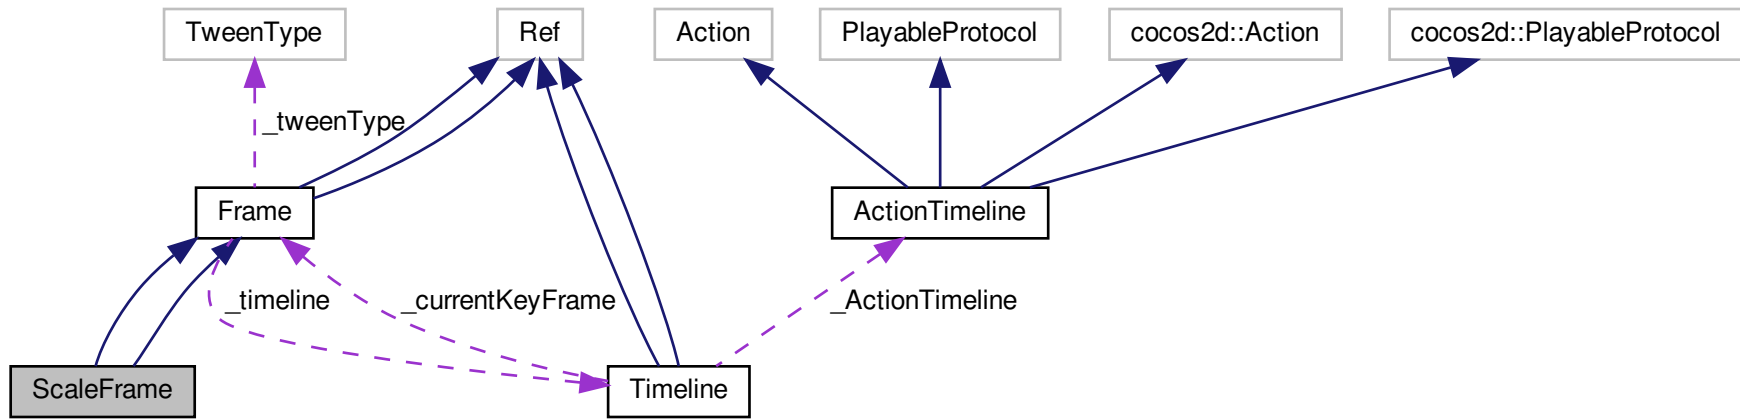 TweenType
Ref
Action
PlayableProtocol
cocos2d::Action
cocos2d::PlayableProtocol
_tweenType
Frame
ActionTimeline
_timeline
_currentKeyFrame
_ActionTimeline
ScaleFrame
Timeline